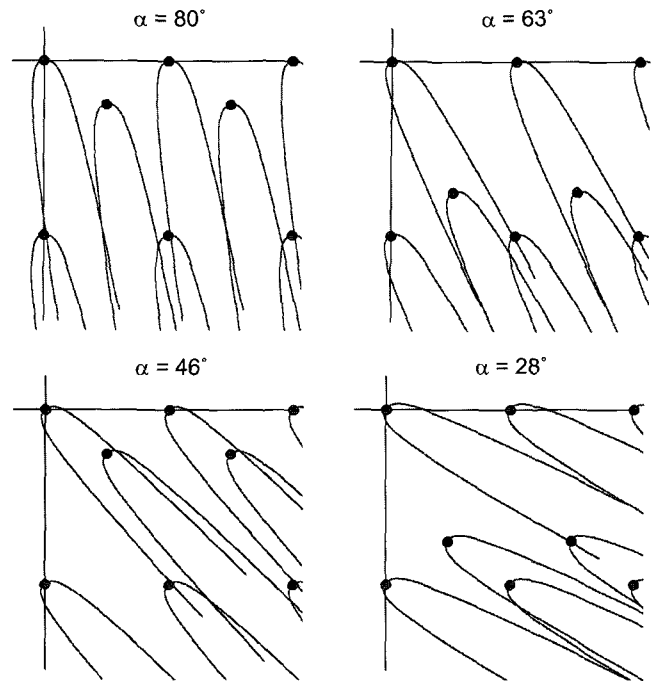 α = 80°
α = 63°
α = 46°
α = 28°